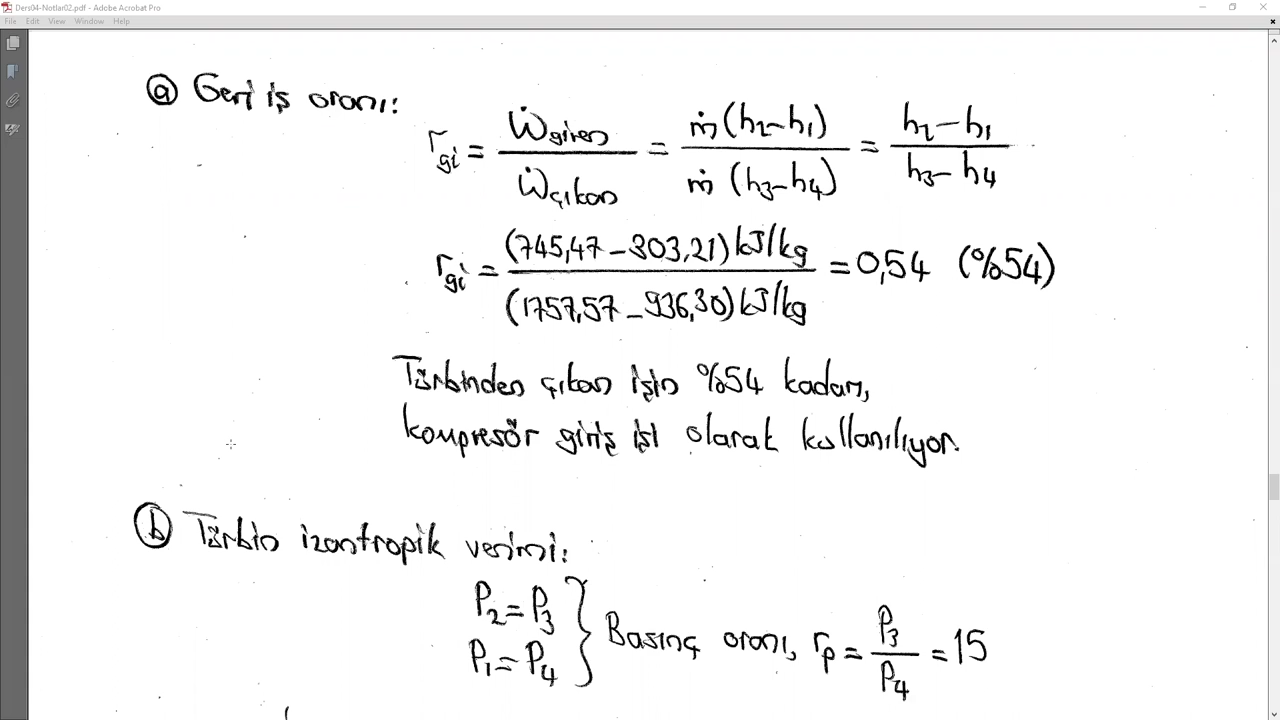 Ders04-Notlar02.pdf - Adobe Acrobat Pro
File Edit View Window Help
ⓐ Geri iş oranı:
r_gi = Ẇgiren / Ẇçıkan = ṁ (h₂ - h₁) / ṁ (h₃ - h₄) = h₂ - h₁ / h₃ - h₄
r_gi = (745,47 - 303,21) kJ/kg / (1757,57 - 936,30) kJ/kg = 0,54 (%54)
Türbinden çıkan işin %54 kadarı,
kompresör giriş işi olarak kullanılıyor.
ⓑ Türbin izantropik verimi:
P₂ = P₃
P₁ = P₄ } Basınç oranı, r_p = P₃ / P₄ = 15